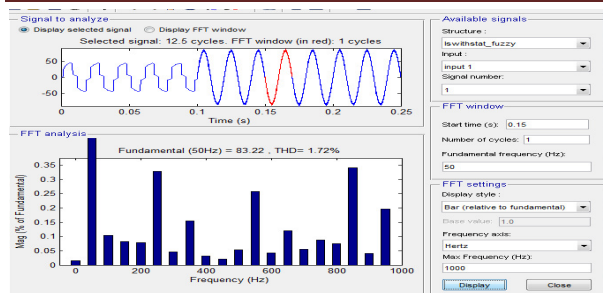 Signal to analyze
Display selected signal Display FFT window
Selected signal: 12.5 cycles. FFT window (in red): 1 cycles
50
0
-50
0 0.05 0.1 0.15 0.2 0.25
Time (s)
FFT analysis
Fundamental (50Hz) = 83.22 , THD= 1.72%
Mag (% of Fundamental)
0.35
0.3
0.25
0.2
0.15
0.1
0.05
0
0 200 400 600 800 1000
Frequency (Hz)
Available signals
Structure :
Iswithstat_fuzzy
Input :
input 1
Signal number:
1
FFT window
Start time (s): 0.15
Number of cycles: 1
Fundamental frequency (Hz):
50
FFT settings
Display style :
Bar (relative to fundamental)
Base value: 1.0
Frequency axis:
Hertz
Max Frequency (Hz):
1000
Display Close